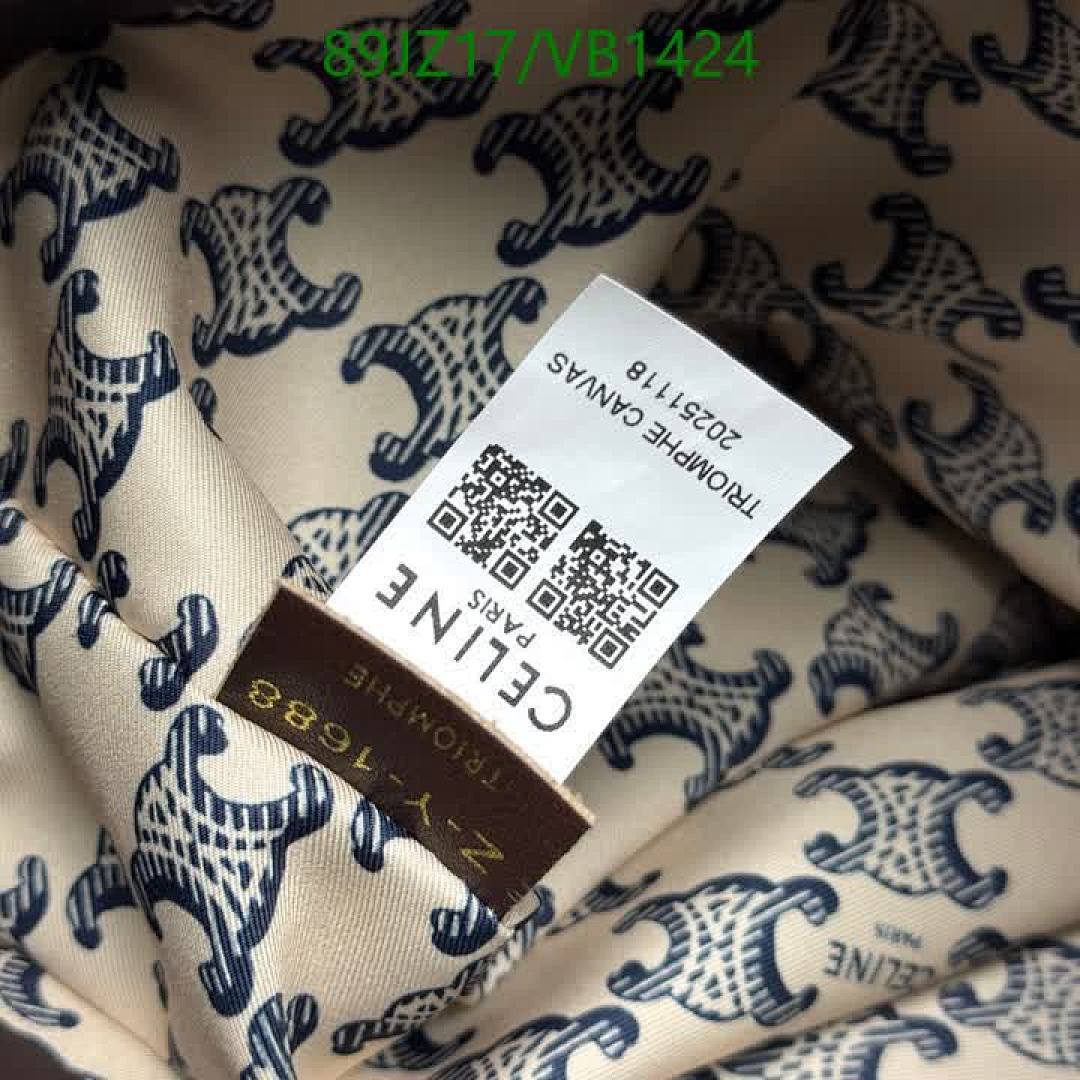 89JZ17/VB1424
TRIOMPHE CANVAS
20251118
CELINE
PARIS
Z-Y-1688
TRIOMPHE
CELINE
PARIS